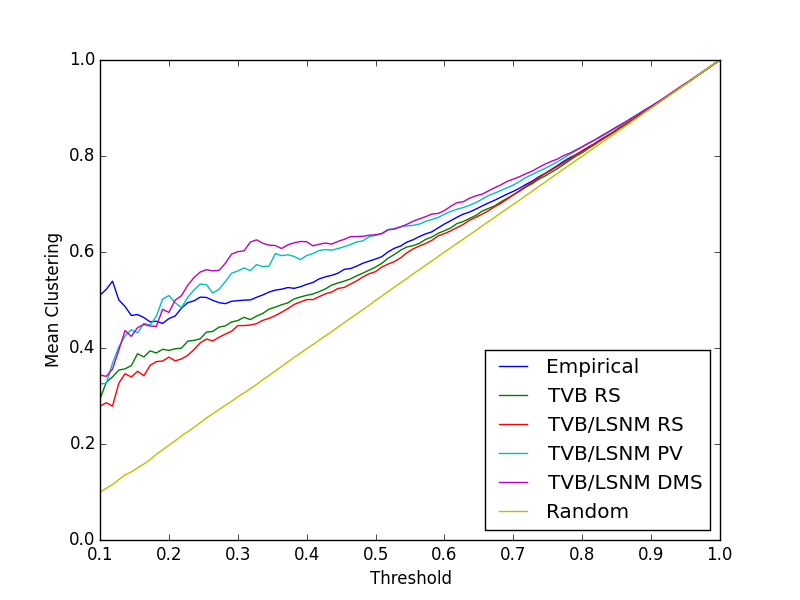 1.0
0.8
0.6
0.4
0.2
0.0
Mean Clustering
Empirical
TVB RS
TVB/LSNM RS
TVB/LSNM PV
TVB/LSNM DMS
Random
0.1 0.2 0.3 0.4 0.5 0.6 0.7 0.8 0.9 1.0
Threshold